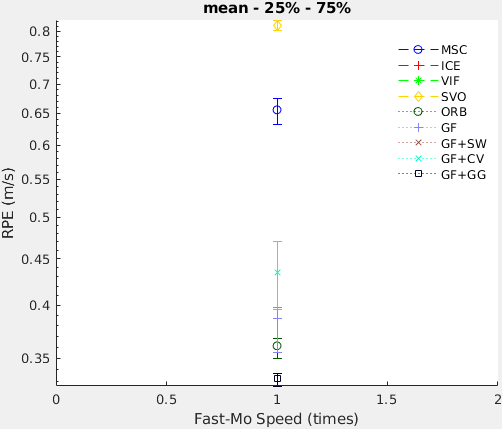 mean - 25% - 75%
RPE (m/s)
0.8
0.75
0.7
0.65
0.6
0.55
0.5
0.45
0.4
0.35
MSC
ICE
VIF
SVO
ORB
GF
GF+SW
GF+CV
GF+GG
0
0.5
1
1.5
2
Fast-Mo Speed (times)